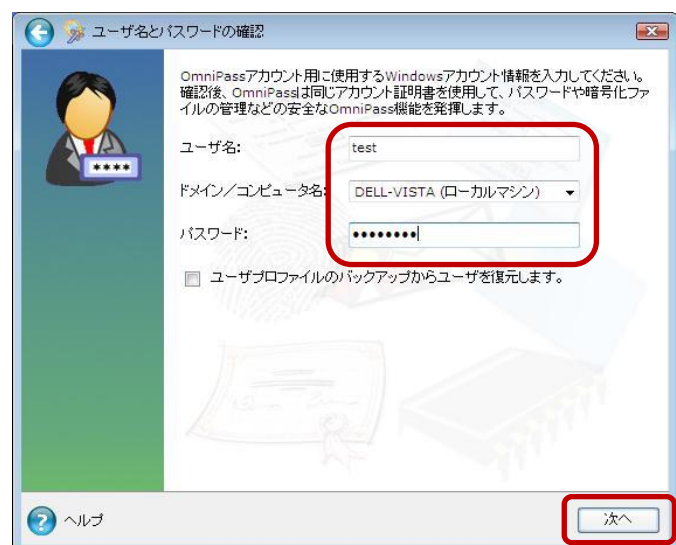 ユーザ名とパスワードの確認
OmniPassアカウント用に使用するWindowsアカウント情報を入力してください。
確認後、OmniPassは同じアカウント証明書を使用して、パスワードや暗号化ファ
イルの管理などの安全なOmniPass機能を発揮します。
ユーザ名: test
****
ドメイン/コンピュータ名: DELL-VISTA (ローカルマシン)
パスワード: ••••••••
ユーザプロファイルのバックアップからユーザを復元します。
? ヘルプ 次へ